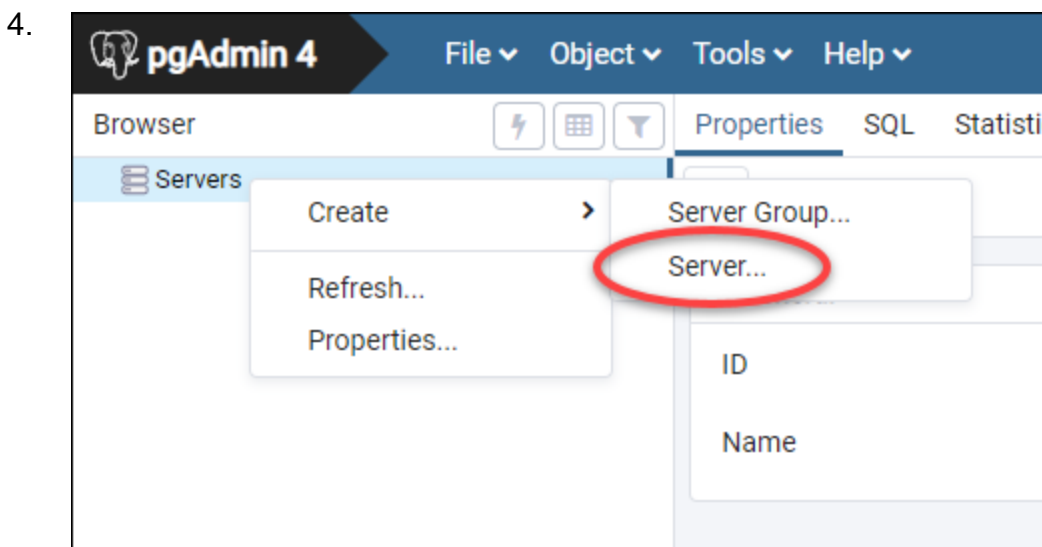 4.
pgAdmin 4 File Object Tools Help
Browser Properties SQL Statisti
Servers
Create Server Group...
Server...
Refresh...
Properties...
ID
Name